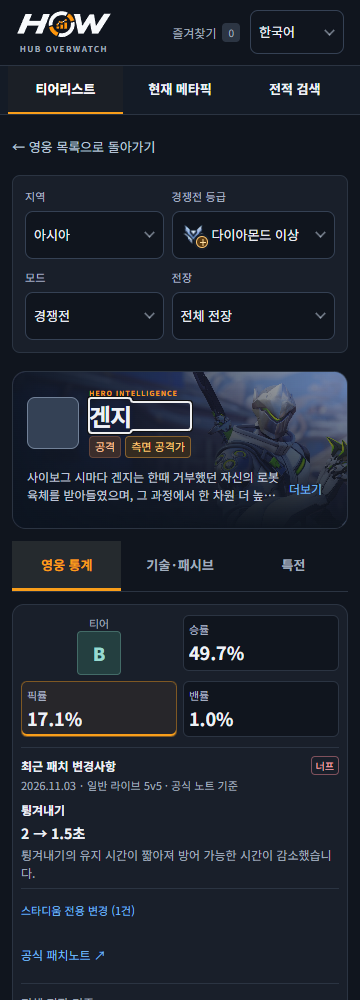 HOW
HUB OVERWATCH
즐겨찾기 0
한국어
티어리스트 현재 메타픽 전적 검색
← 영웅 목록으로 돌아가기
지역 경쟁전 등급
아시아 다이아몬드 이상
모드 전장
경쟁전 전체 전장
HERO INTELLIGENCE
겐지
공격 측면 공격가
사이보그 시마다 겐지는 한때 거부했던 자신의 로봇
육체를 받아들였으며, 그 과정에서 한 차원 더 높… 더보기
영웅 통계 기술·패시브 특전
티어
B
승률
49.7%
픽률
17.1%
밴률
1.0%
최근 패치 변경사항 너프
2026.11.03 · 일반 라이브 5v5 · 공식 노트 기준
튕겨내기
2 → 1.5초
튕겨내기의 유지 시간이 짧아져 방어 가능한 시간이 감소했습니
다.
스타디움 전용 변경 (1건)
공식 패치노트 ↗